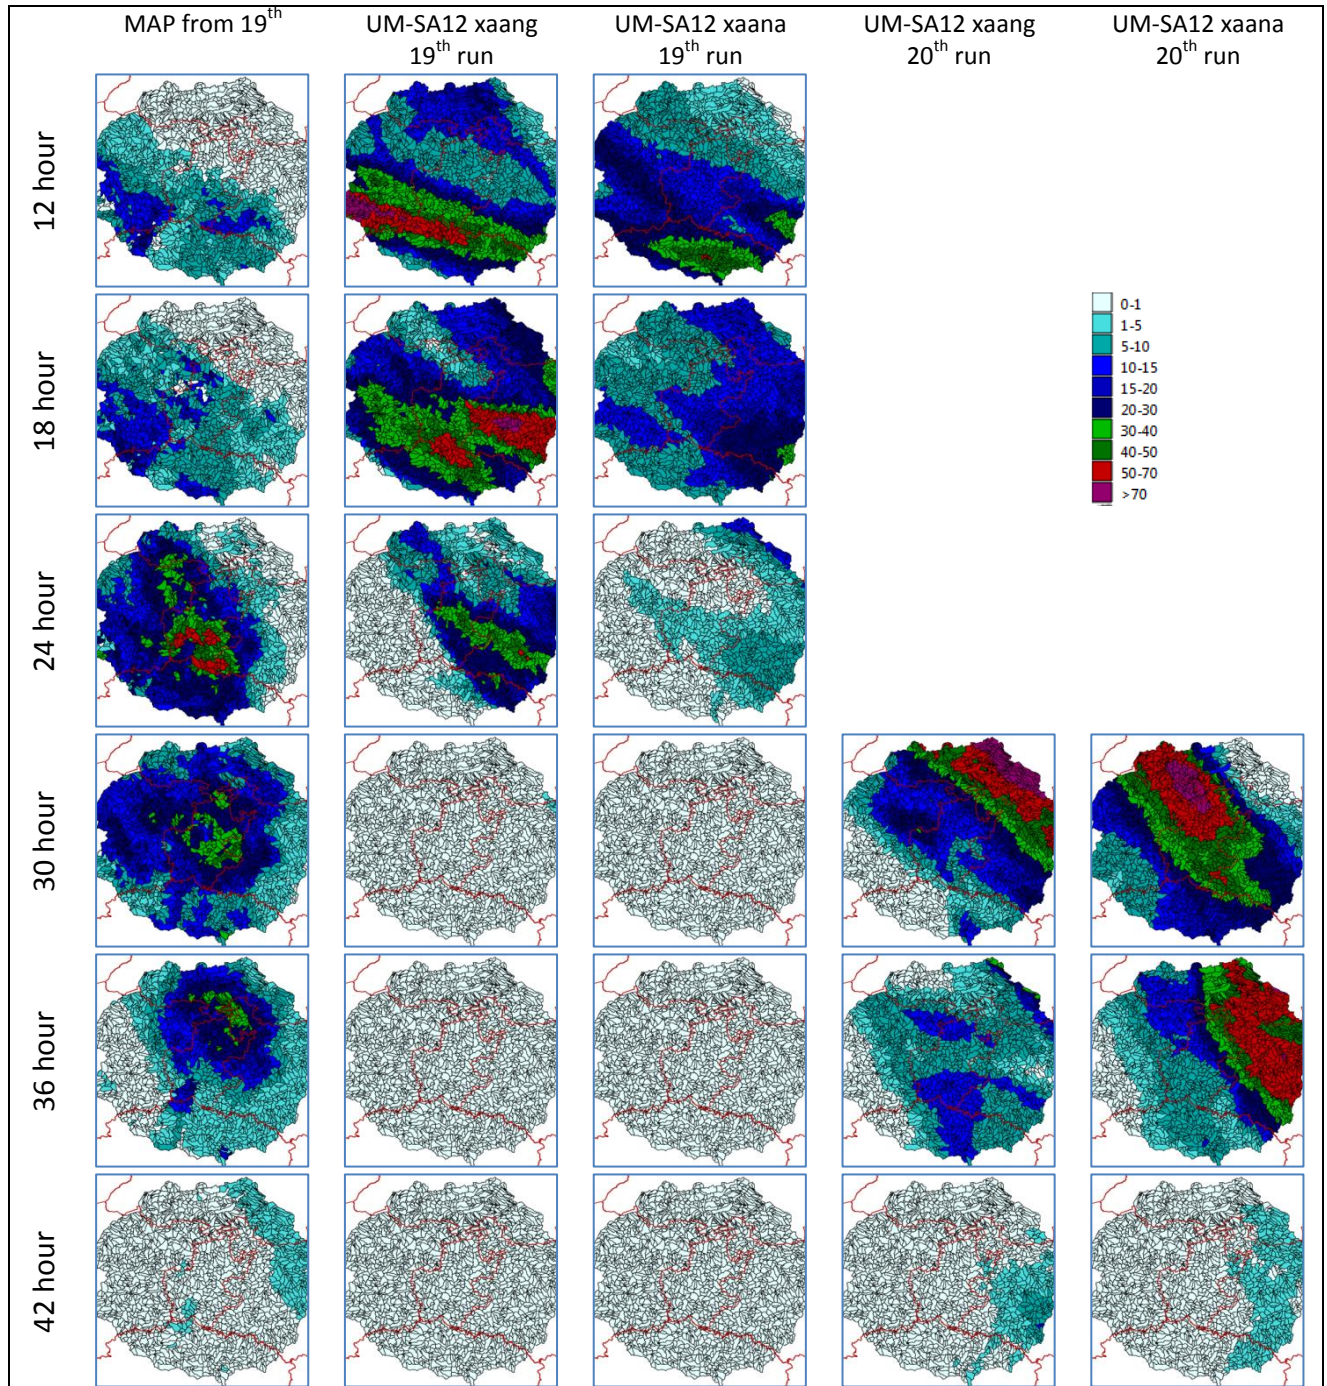 MAP from 19th
UM-SA12 xaang
19th run
UM-SA12 xaana
19th run
UM-SA12 xaang
20th run
UM-SA12 xaana
20th run
12 hour
18 hour
24 hour
30 hour
36 hour
42 hour
0-1
1-5
5-10
10-15
15-20
20-30
30-40
40-50
50-70
>70